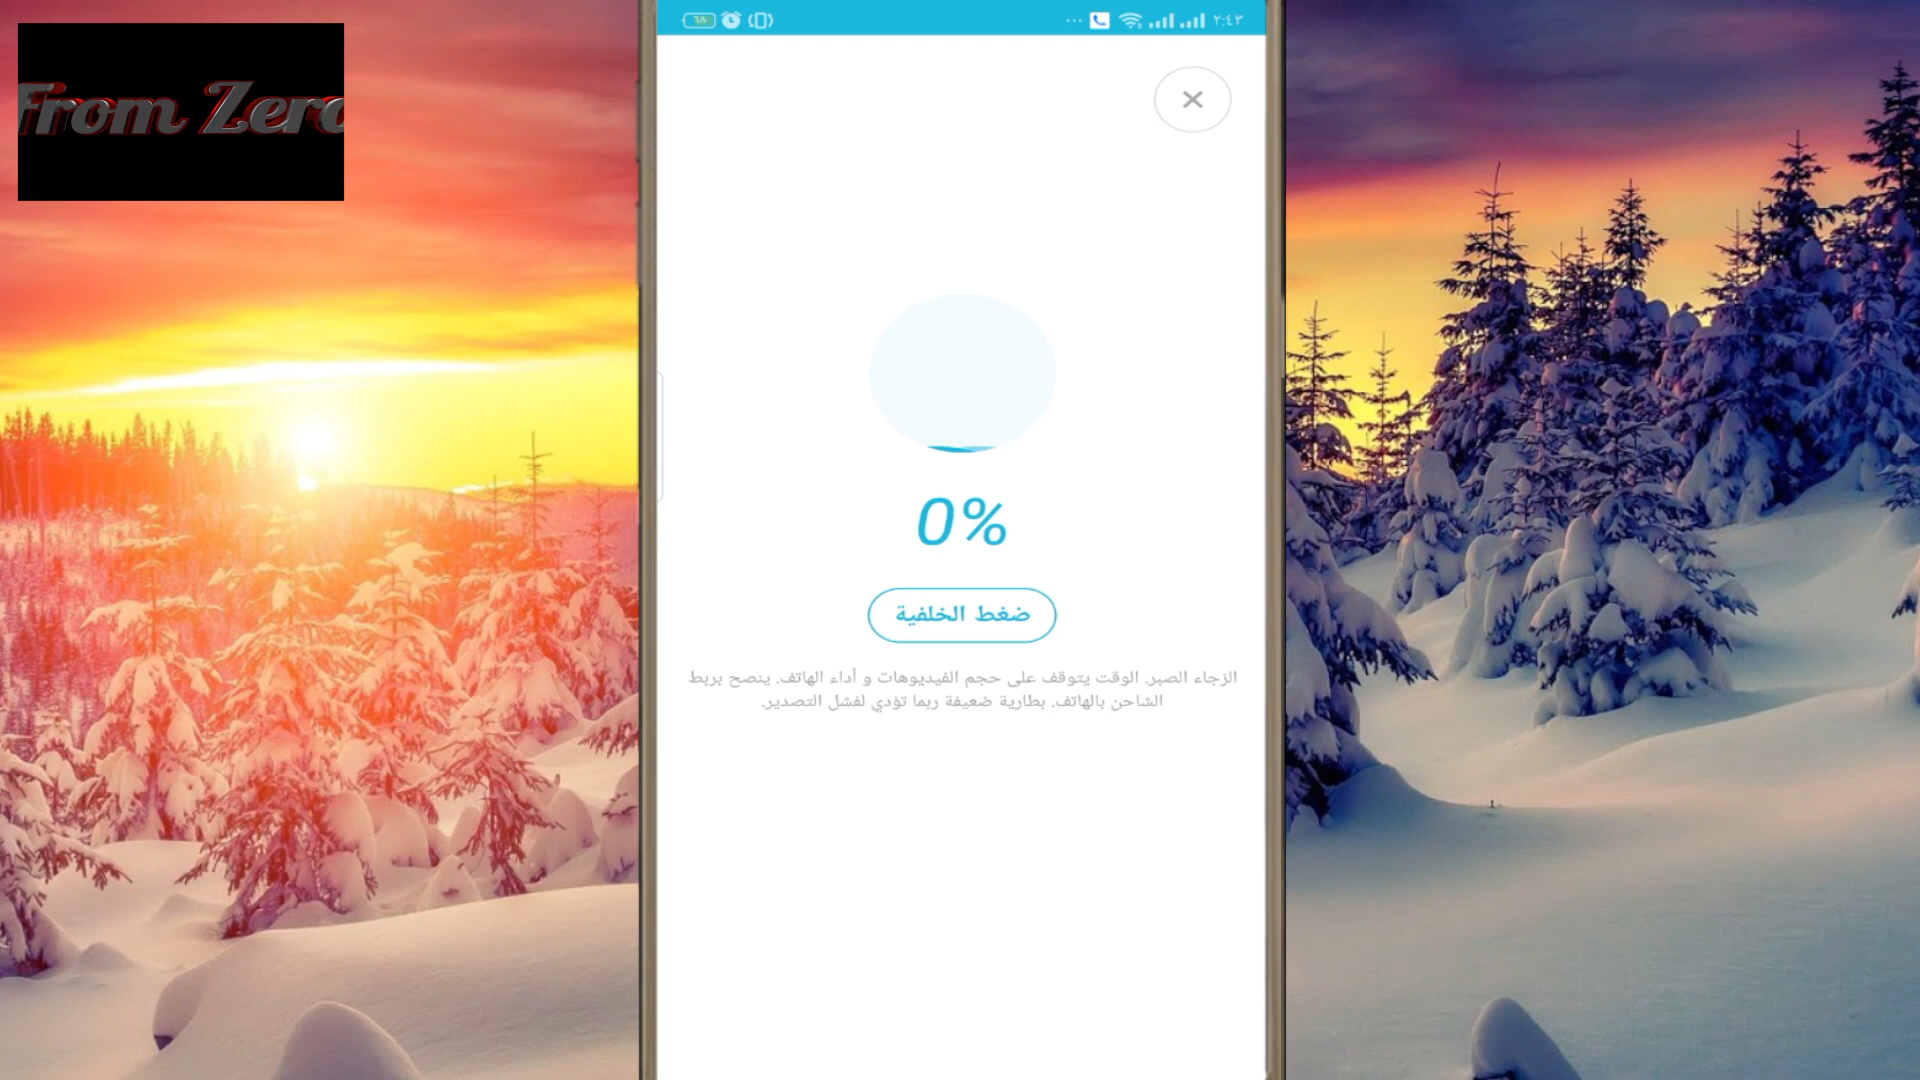 From Zero
٦٨
٢:٤٣
0%
ضغط الخلفية
الزجاء الصبر. الوقت يتوقف على حجم الفيديوهات و أداء الهاتف. ينصح بربط
الشاحن بالهاتف. بطارية ضعيفة ربما تؤدي لفشل التصدير.